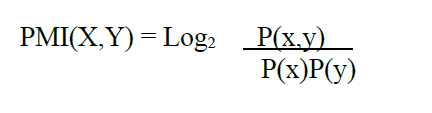 PMI(X,Y) = Log₂ P(x,y)
P(x)P(y)